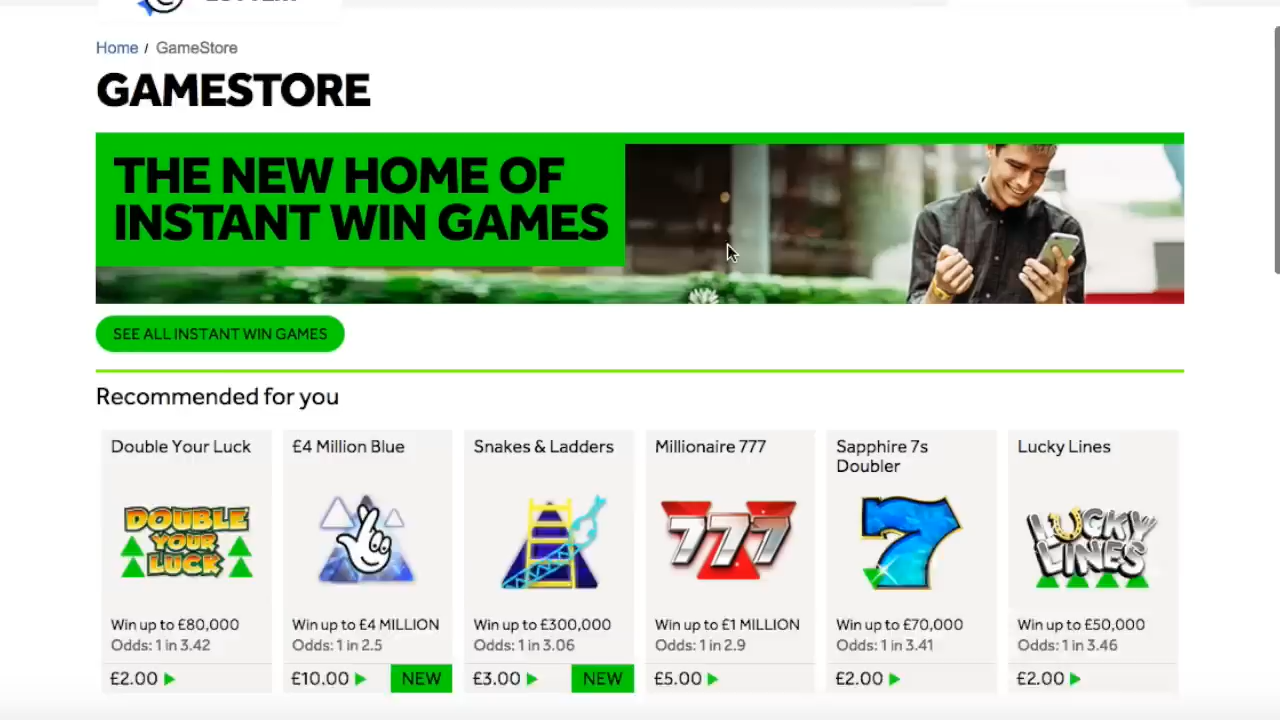 Home / GameStore
GAMESTORE
THE NEW HOME OF
INSTANT WIN GAMES
SEE ALL INSTANT WIN GAMES
Recommended for you
Double Your Luck
DOUBLE
YOUR
LUCK
Win up to £80,000
Odds: 1 in 3.42
£2.00
£4 Million Blue
Win up to £4 MILLION
Odds: 1 in 2.5
£10.00 NEW
Snakes & Ladders
Win up to £300,000
Odds: 1 in 3.06
£3.00 NEW
Millionaire 777
777
Win up to £1 MILLION
Odds: 1 in 2.9
£5.00
Sapphire 7s
Doubler
7
Win up to £70,000
Odds: 1 in 3.41
£2.00
Lucky Lines
LUCKY
LINES
Win up to £50,000
Odds: 1 in 3.46
£2.00